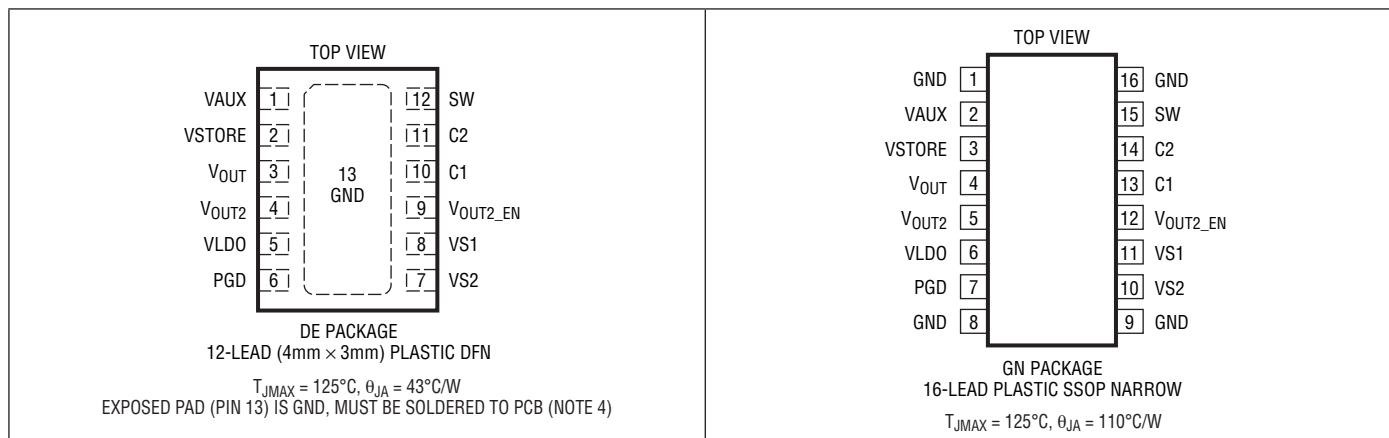 TOP VIEW
VAUX 1 12 SW
VSTORE 2 11 C2
VOUT 3 10 C1
13
GND
VOUT2 4 9 VOUT2_EN
VLDO 5 8 VS1
PGD 6 7 VS2
DE PACKAGE
12-LEAD (4mm × 3mm) PLASTIC DFN
TJMAX = 125°C, θJA = 43°C/W
EXPOSED PAD (PIN 13) IS GND, MUST BE SOLDERED TO PCB (NOTE 4)
TOP VIEW
GND 1 16 GND
VAUX 2 15 SW
VSTORE 3 14 C2
VOUT 4 13 C1
VOUT2 5 12 VOUT2_EN
VLDO 6 11 VS1
PGD 7 10 VS2
GND 8 9 GND
GN PACKAGE
16-LEAD PLASTIC SSOP NARROW
TJMAX = 125°C, θJA = 110°C/W